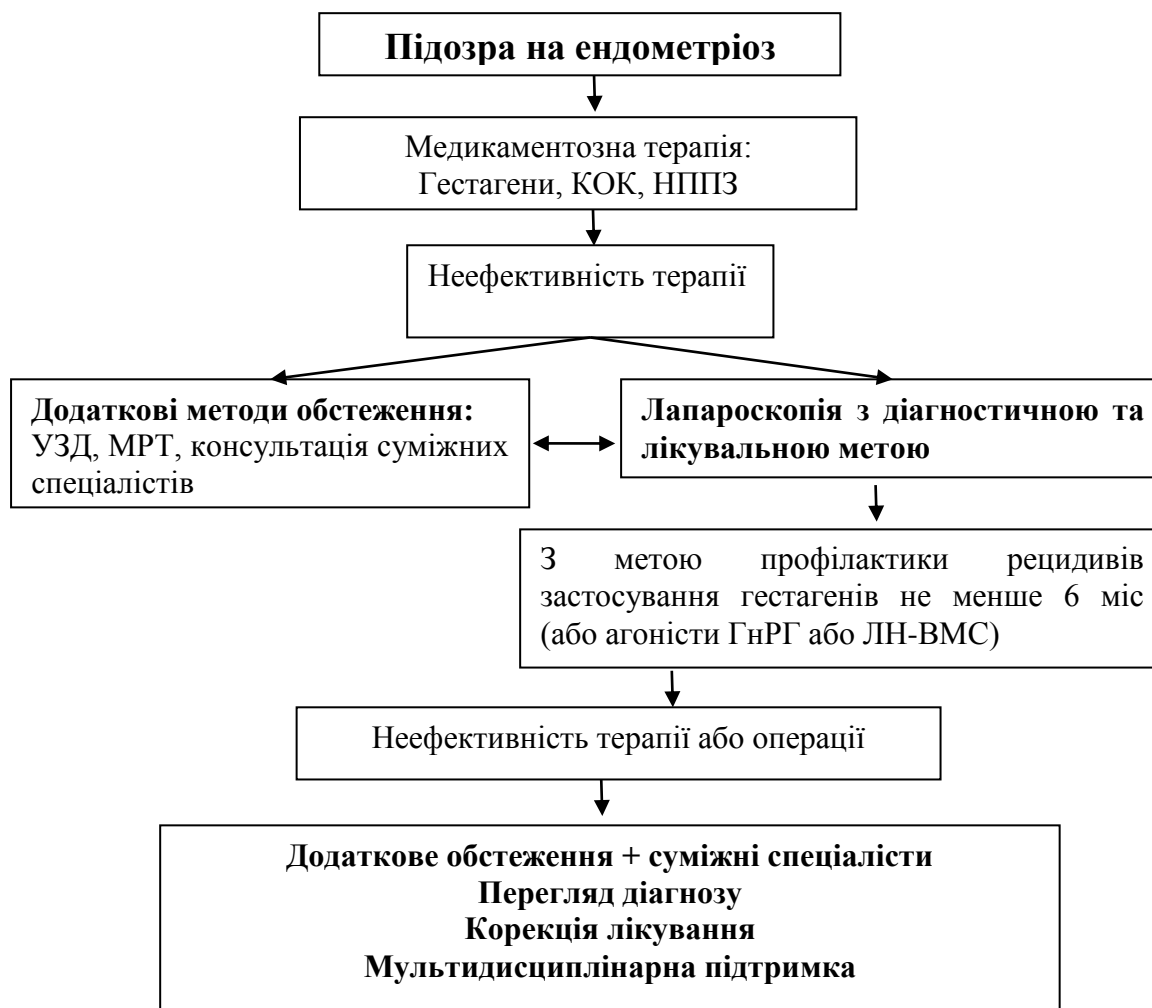 Підозра на ендометріоз
Медикаментозна терапія:
Гестагени, КОК, НППЗ
Неефективність терапії
Додаткові методи обстеження:
УЗД, МРТ, консультація суміжних
спеціалістів
Лапароскопія з діагностичною та
лікувальною метою
З метою профілактики рецидивів
застосування гестагенів не менше 6 міс
(або агоністи ГнРГ або ЛН-ВМС)
Неефективність терапії або операції
Додаткове обстеження + суміжні спеціалісти
Перегляд діагнозу
Корекція лікування
Мультидисциплінарна підтримка